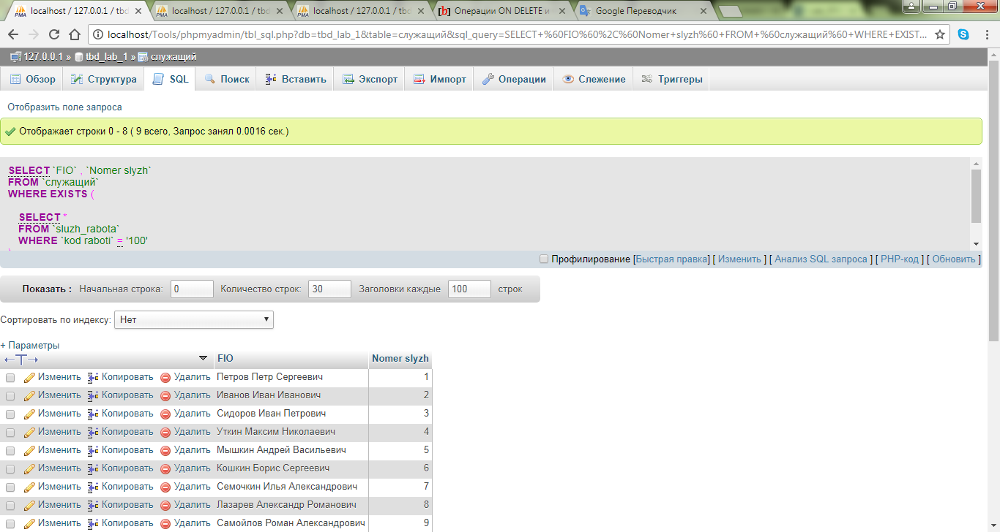 localhost / 127.0.0.1 / tbd
localhost / 127.0.0.1 / tbd
localhost / 127.0.0.1 / tbd
[b] Операции ON DELETE и
Google Переводчик
localhost/Tools/phpmyadmin/tbl_sql.php?db=tbd_lab_1&table=служащий&sql_query=SELECT+%60FIO%60%2C%60Nomer+slyzh%60+FROM+%60служащий%60+WHERE+EXIST...
127.0.0.1 » tbd_lab_1 » служащий
Обзор Структура SQL Поиск Вставить Экспорт Импорт Операции Слежение Триггеры
Отобразить поле запроса
Отображает строки 0 - 8 ( 9 всего, Запрос занял 0.0016 сек.)
SELECT `FIO` , `Nomer slyzh`
FROM `служащий`
WHERE EXISTS (
SELECT *
FROM `sluzh_rabota`
WHERE `kod raboti` = '100'
Профилирование [Быстрая правка] [ Изменить ] [ Анализ SQL запроса ] [ PHP-код ] [ Обновить ]
Показать : Начальная строка: 0 Количество строк: 30 Заголовки каждые 100 строк
Сортировать по индексу: Нет
+ Параметры
←T→ FIO Nomer slyzh
Изменить Копировать Удалить Петров Петр Сергеевич 1
Изменить Копировать Удалить Иванов Иван Иванович 2
Изменить Копировать Удалить Сидоров Иван Петрович 3
Изменить Копировать Удалить Уткин Максим Николаевич 4
Изменить Копировать Удалить Мышкин Андрей Васильевич 5
Изменить Копировать Удалить Кошкин Борис Сергеевич 6
Изменить Копировать Удалить Семочкин Илья Александрович 7
Изменить Копировать Удалить Лазарев Александр Романович 8
Изменить Копировать Удалить Самойлов Роман Александрович 9